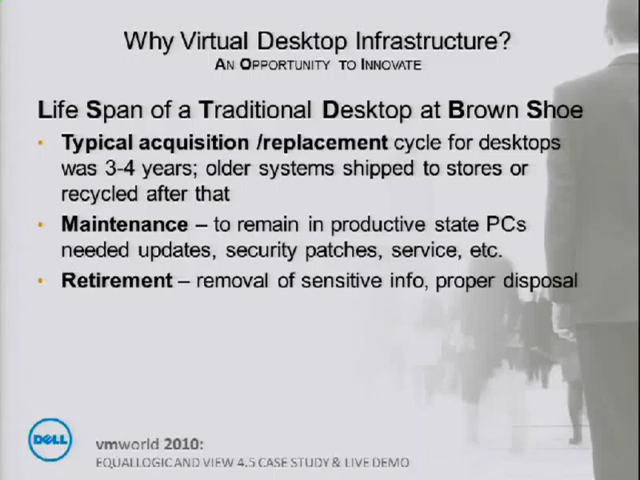 Why Virtual Desktop Infrastructure?
AN OPPORTUNITY TO INNOVATE
Life Span of a Traditional Desktop at Brown Shoe
• Typical acquisition /replacement cycle for desktops
was 3-4 years; older systems shipped to stores or
recycled after that
• Maintenance – to remain in productive state PCs
needed updates, security patches, service, etc.
• Retirement – removal of sensitive info, proper disposal
DELL
vmworld 2010:
EQUALLOGIC AND VIEW 4.5 CASE STUDY & LIVE DEMO